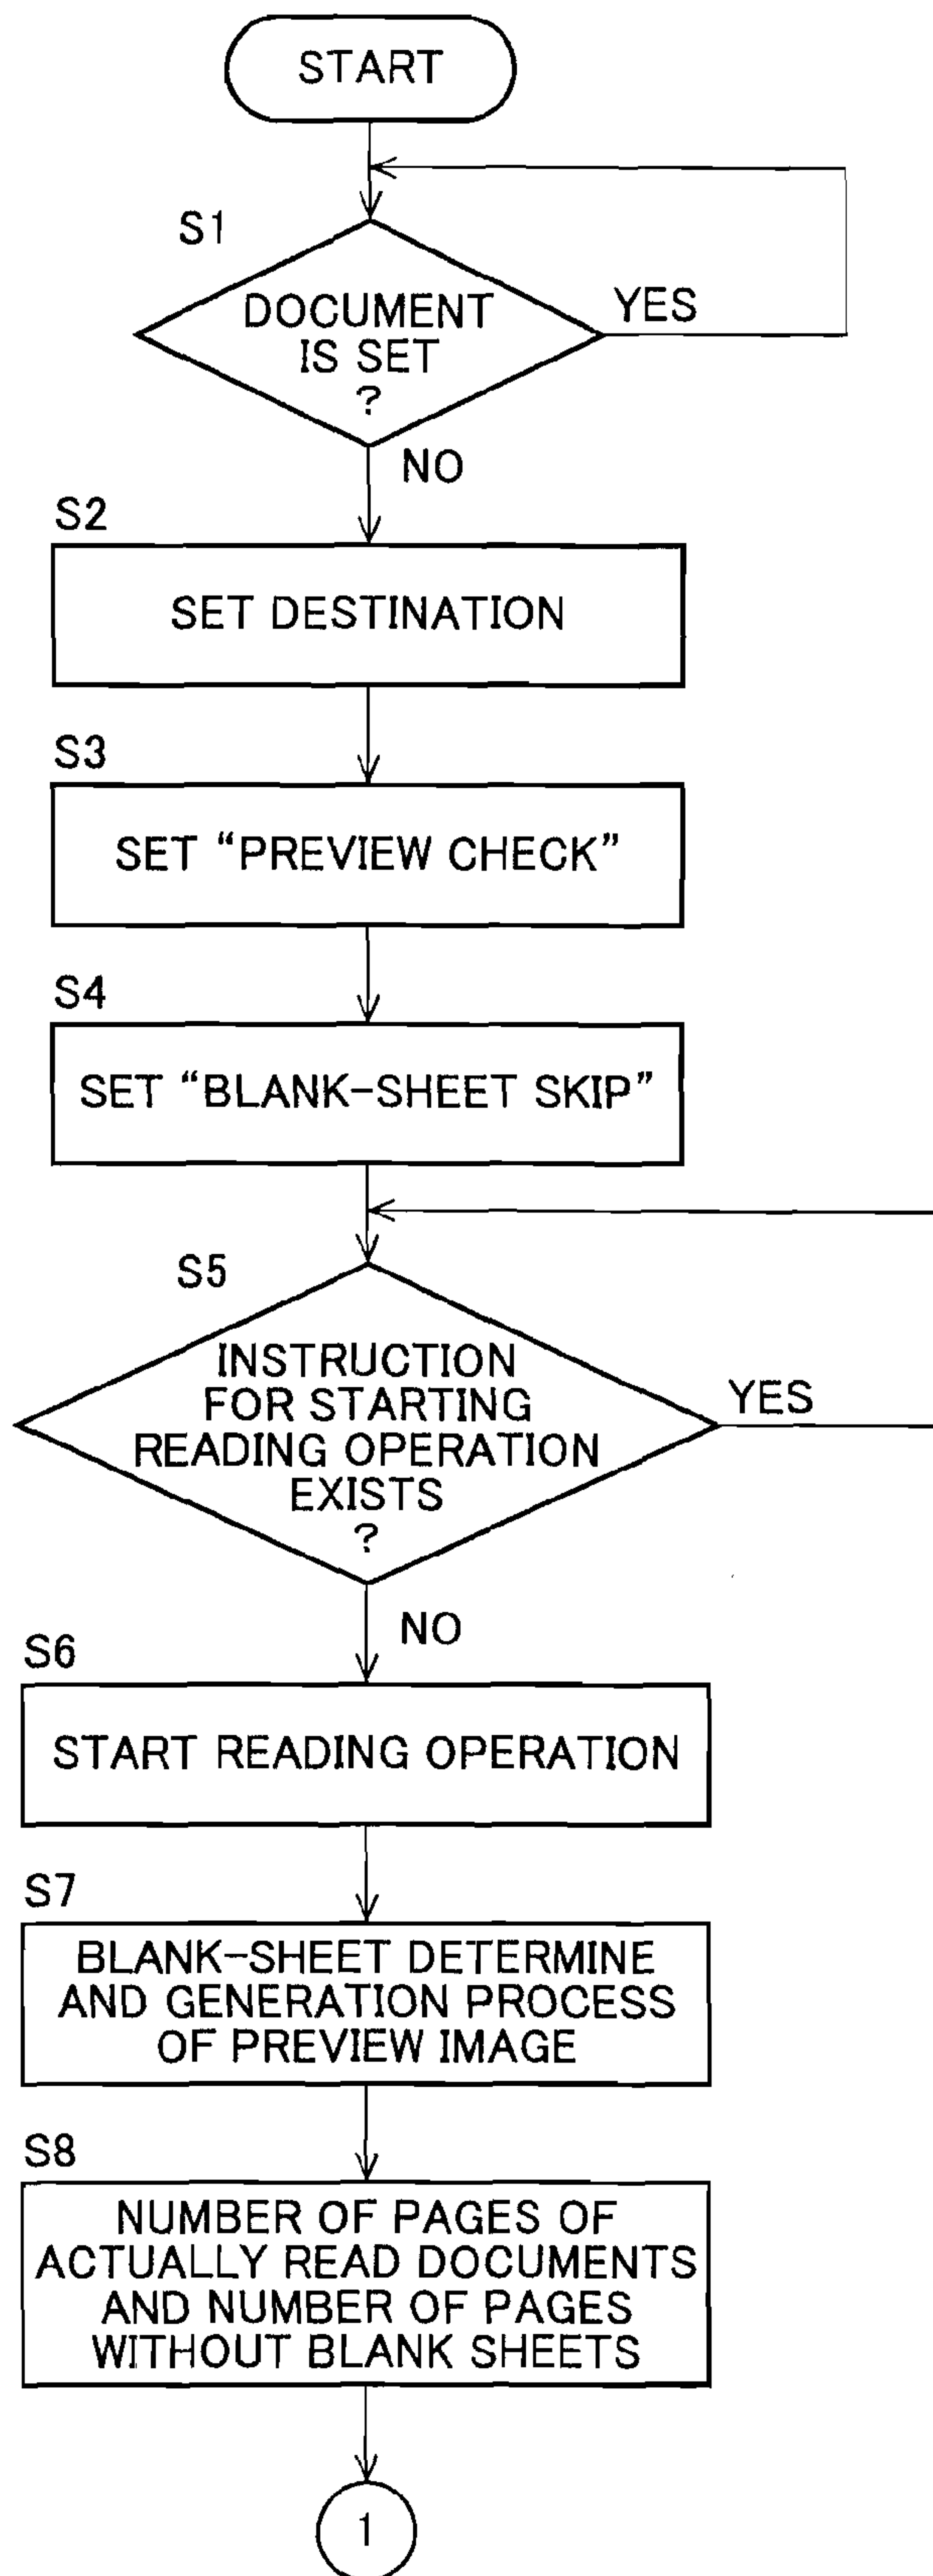 START
S1
DOCUMENT
IS SET
?
YES
NO
S2
SET DESTINATION
S3
SET “PREVIEW CHECK”
S4
SET “BLANK-SHEET SKIP”
S5
INSTRUCTION
FOR STARTING
READING OPERATION
EXISTS
?
YES
NO
S6
START READING OPERATION
S7
BLANK-SHEET DETERMINE
AND GENERATION PROCESS
OF PREVIEW IMAGE
S8
NUMBER OF PAGES OF
ACTUALLY READ DOCUMENTS
AND NUMBER OF PAGES
WITHOUT BLANK SHEETS
1